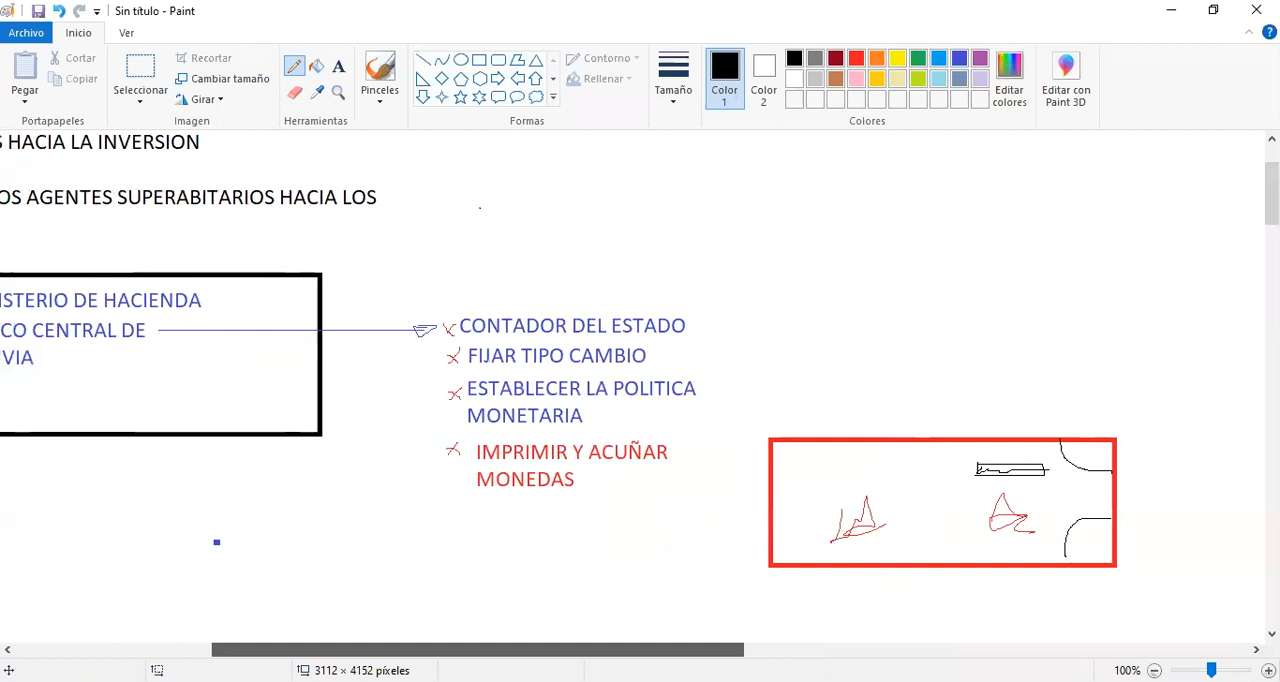 Sin título - Paint
Archivo
Inicio
Ver
Pegar
Cortar
Copiar
Portapapeles
Seleccionar
Recortar
Cambiar tamaño
Girar
Imagen
Herramientas
Pinceles
Contorno
Rellenar
Formas
Tamaño
Color 1
Color 2
Editar colores
Editar con Paint 3D
Colores
S HACIA LA INVERSION
OS AGENTES SUPERABITARIOS HACIA LOS
ISTERIO DE HACIENDA
CO CENTRAL DE
VIA
CONTADOR DEL ESTADO
FIJAR TIPO CAMBIO
ESTABLECER LA POLITICA
MONETARIA
IMPRIMIR Y ACUÑAR
MONEDAS
3112 × 4152 píxeles
100%